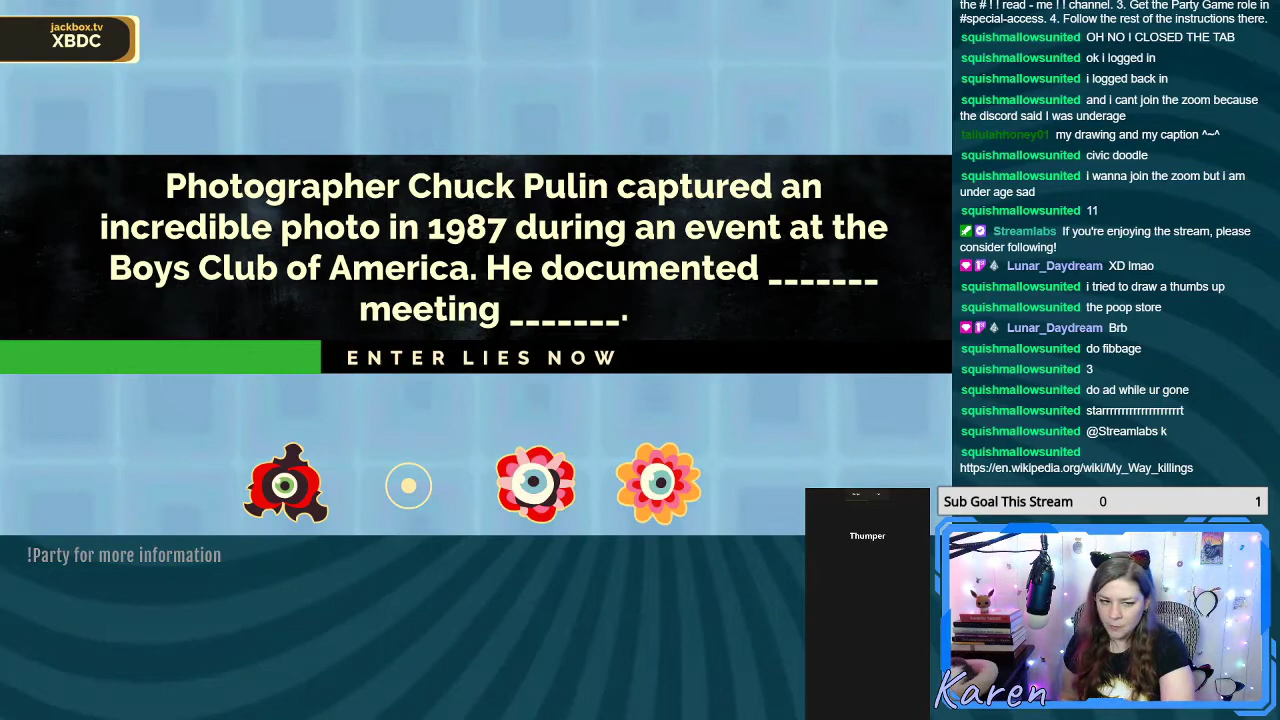 jackbox.tv
XBDC
Photographer Chuck Pulin captured an
incredible photo in 1987 during an event at the
Boys Club of America. He documented _______
meeting _______.
ENTER LIES NOW
!Party for more information
Thumper
the # ! ! read - me ! ! channel. 3. Get the Party Game role in
#special-access. 4. Follow the rest of the instructions there.
squishmallowsunited OH NO I CLOSED THE TAB
squishmallowsunited ok i logged in
squishmallowsunited i logged back in
squishmallowsunited and i cant join the zoom because
the discord said I was underage
tallulahhoney01 my drawing and my caption ^~^
squishmallowsunited civic doodle
squishmallowsunited i wanna join the zoom but i am
under age sad
squishmallowsunited 11
Streamlabs If you're enjoying the stream, please
consider following!
Lunar_Daydream XD lmao
squishmallowsunited i tried to draw a thumbs up
squishmallowsunited the poop store
Lunar_Daydream Brb
squishmallowsunited do fibbage
squishmallowsunited 3
squishmallowsunited do ad while ur gone
squishmallowsunited starrrrrrrrrrrrrrrrrrrt
squishmallowsunited @Streamlabs k
squishmallowsunited
https://en.wikipedia.org/wiki/My_Way_killings
Sub Goal This Stream 0 1
Karen